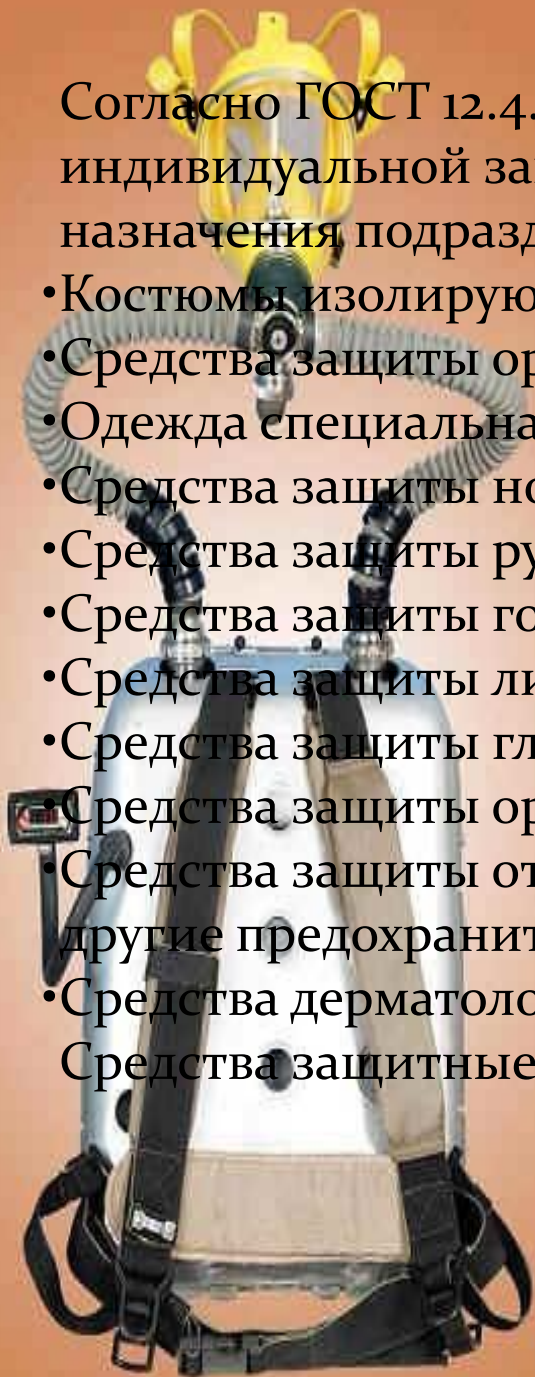 Согласно ГОСТ 12.4.
индивидуальной за
назначения подразд
•Костюмы изолирую
•Средства защиты ор
•Одежда специальна
•Средства защиты но
•Средства защиты ру
•Средства защиты го
•Средства защиты ли
•Средства защиты гл
•Средства защиты ор
•Средства защиты от
другие предохранит
•Средства дерматоло
Средства защитные